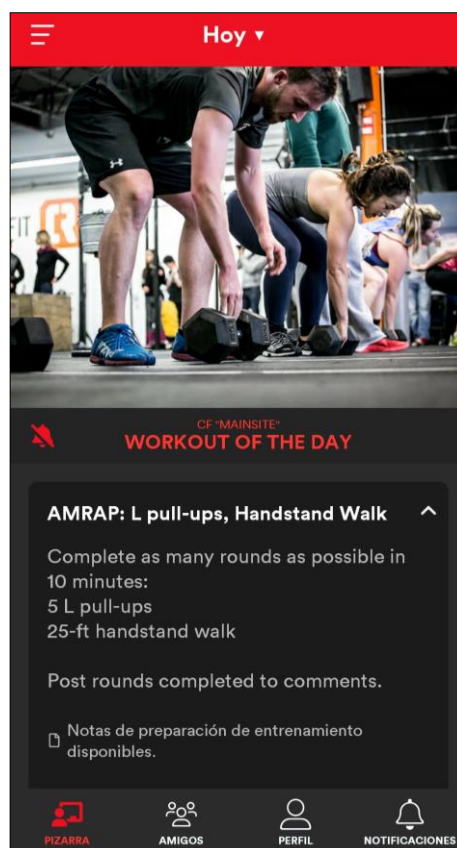 Hoy ▾
FIT
CF "MAINSITE"
WORKOUT OF THE DAY
AMRAP: L pull-ups, Handstand Walk
Complete as many rounds as possible in
10 minutes:
5 L pull-ups
25-ft handstand walk
Post rounds completed to comments.
Notas de preparación de entrenamiento
disponibles.
PIZARRA AMIGOS PERFIL NOTIFICACIONES